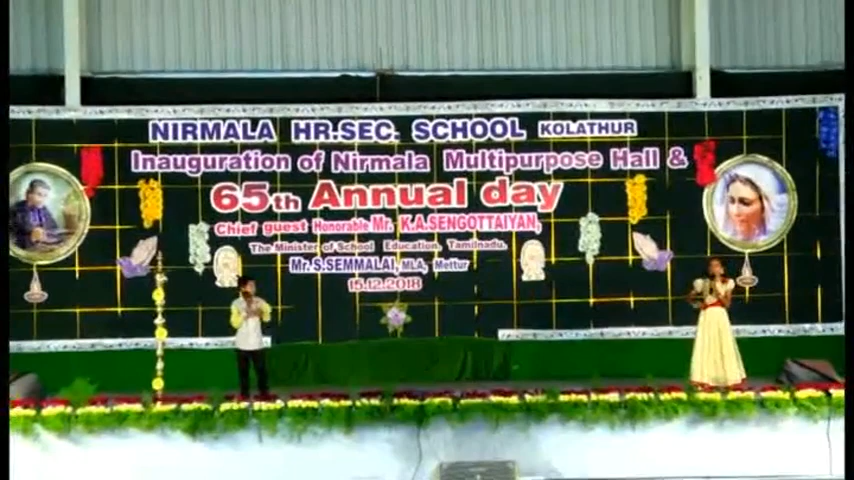 NIRMALA HR.SEC. SCHOOL KOLATHUR
Inauguration of Nirmala Multipurpose Hall &
65th Annual day
Chief guest Honorable Mr. K.A.SENGOTTAIYAN,
The Minister of School Education, Tamilnadu
Mr. S.SEMMALAI, MLA, Mettur
15.12.2018